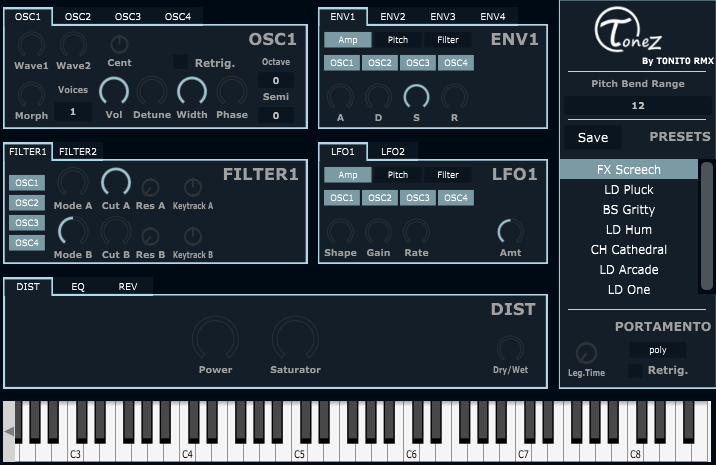 OSC1 OSC2 OSC3 OSC4
OSC1
Wave1 Wave2 Cent Retrig. Octave
0
Semi
0
Voices
1
Morph Vol Detune Width Phase
ENV1 ENV2 ENV3 ENV4
ENV1
Amp Pitch Filter
OSC1 OSC2 OSC3 OSC4
A D S R
ToneZ
By TONITO RMX
Pitch Bend Range
12
Save PRESETS
FX Screech
LD Pluck
BS Gritty
LD Hum
CH Cathedral
LD Arcade
LD One
FILTER1 FILTER2
FILTER1
OSC1
OSC2
OSC3
OSC4
Mode A Cut A Res A Keytrack A
Mode B Cut B Res B Keytrack B
LFO1 LFO2
LFO1
Amp Pitch Filter
OSC1 OSC2 OSC3 OSC4
Shape Gain Rate Amt
DIST EQ REV
DIST
Power Saturator Dry/Wet
PORTAMENTO
poly
Leg.Time Retrig.
C3 C4 C5 C6 C7 C8